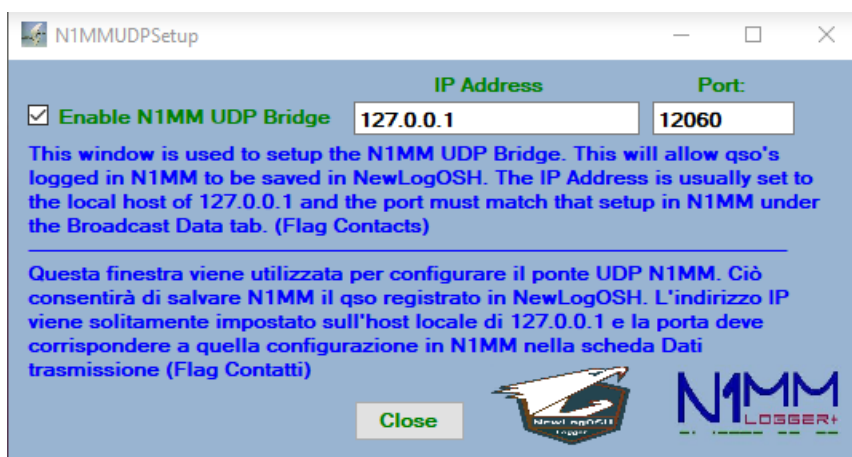 N1MMUDPSetup
IP Address Port:
Enable N1MM UDP Bridge 127.0.0.1 12060
This window is used to setup the N1MM UDP Bridge. This will allow qso's
logged in N1MM to be saved in NewLogOSH. The IP Address is usually set to
the local host of 127.0.0.1 and the port must match that setup in N1MM under
the Broadcast Data tab. (Flag Contacts)
Questa finestra viene utilizzata per configurare il ponte UDP N1MM. Ciò
consentirà di salvare N1MM il qso registrato in NewLogOSH. L'indirizzo IP
viene solitamente impostato sull'host locale di 127.0.0.1 e la porta deve
corrispondere a quella configurazione in N1MM nella scheda Dati
trasmissione (Flag Contatti)
Close
NewLogOSH
Logger
N1MM
LOGGER+